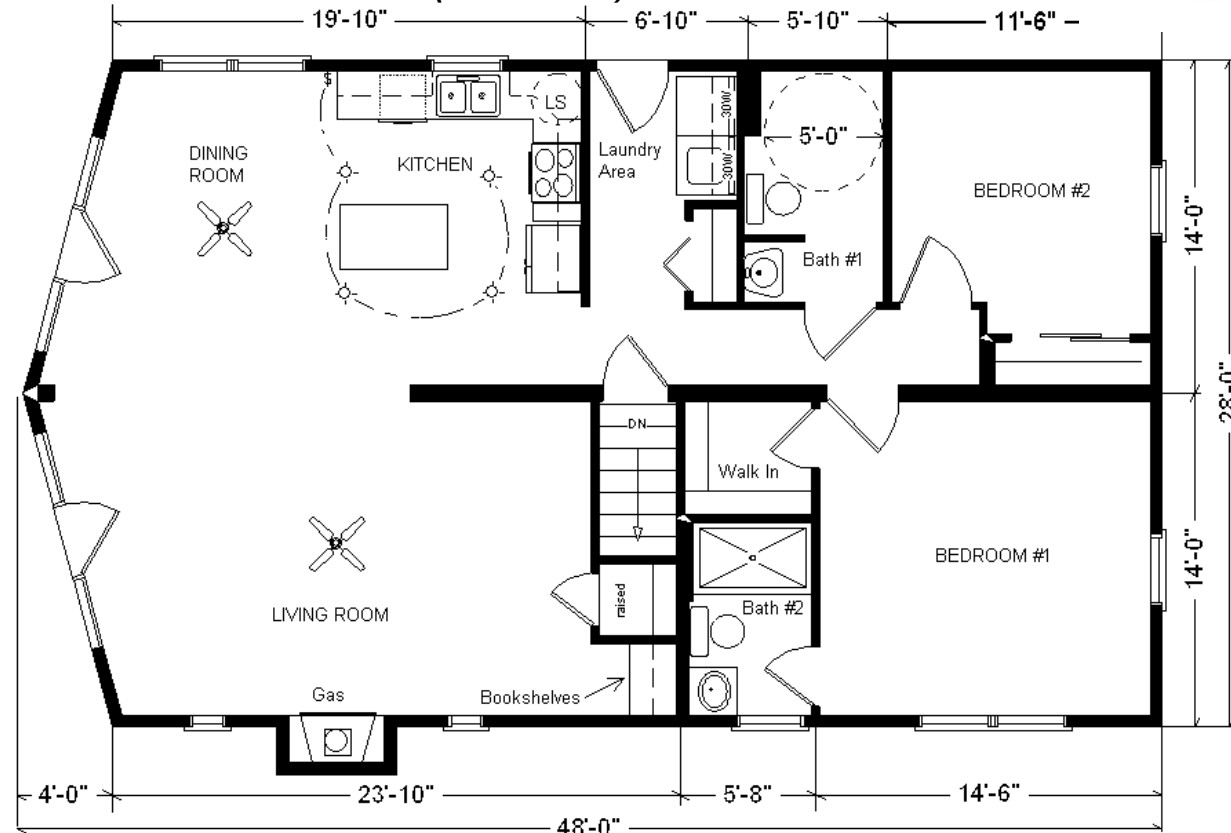 19'-10"
6'-10"
5'-10"
11'-6"
$
LS
30W
30W
5'-0"
Laundry
Area
DINING
ROOM
KITCHEN
BEDROOM #2
14'-0"
Bath #1
28'-0"
DN
Walk In
BEDROOM #1
14'-0"
raised
Bath #2
LIVING ROOM
Gas
Bookshelves
4'-0"
23'-10"
5'-8"
14'-6"
48'-0"